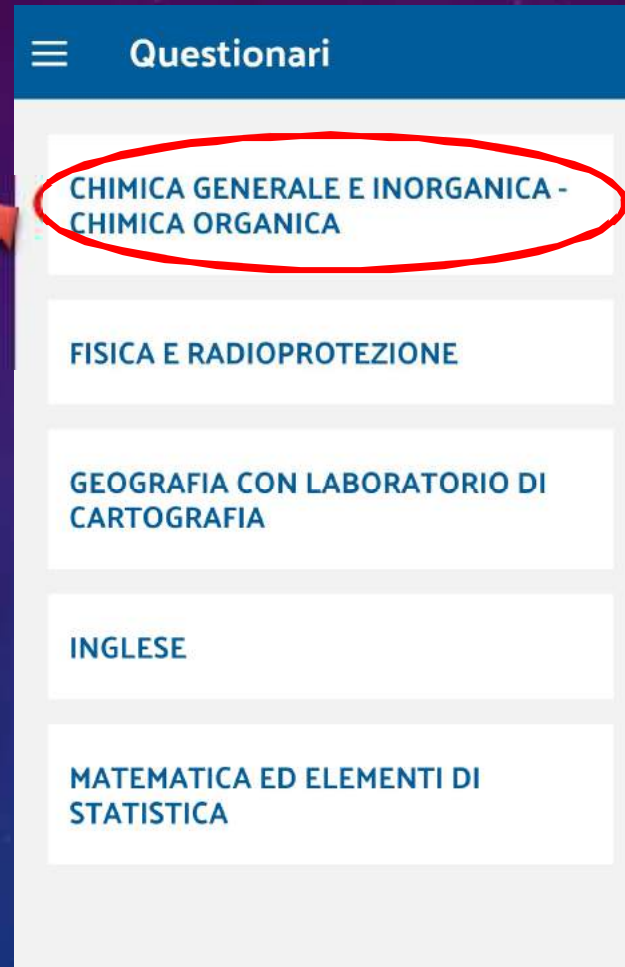 Questionari
CHIMICA GENERALE E INORGANICA -
CHIMICA ORGANICA
FISICA E RADIOPROTEZIONE
GEOGRAFIA CON LABORATORIO DI
CARTOGRAFIA
INGLESE
MATEMATICA ED ELEMENTI DI
STATISTICA